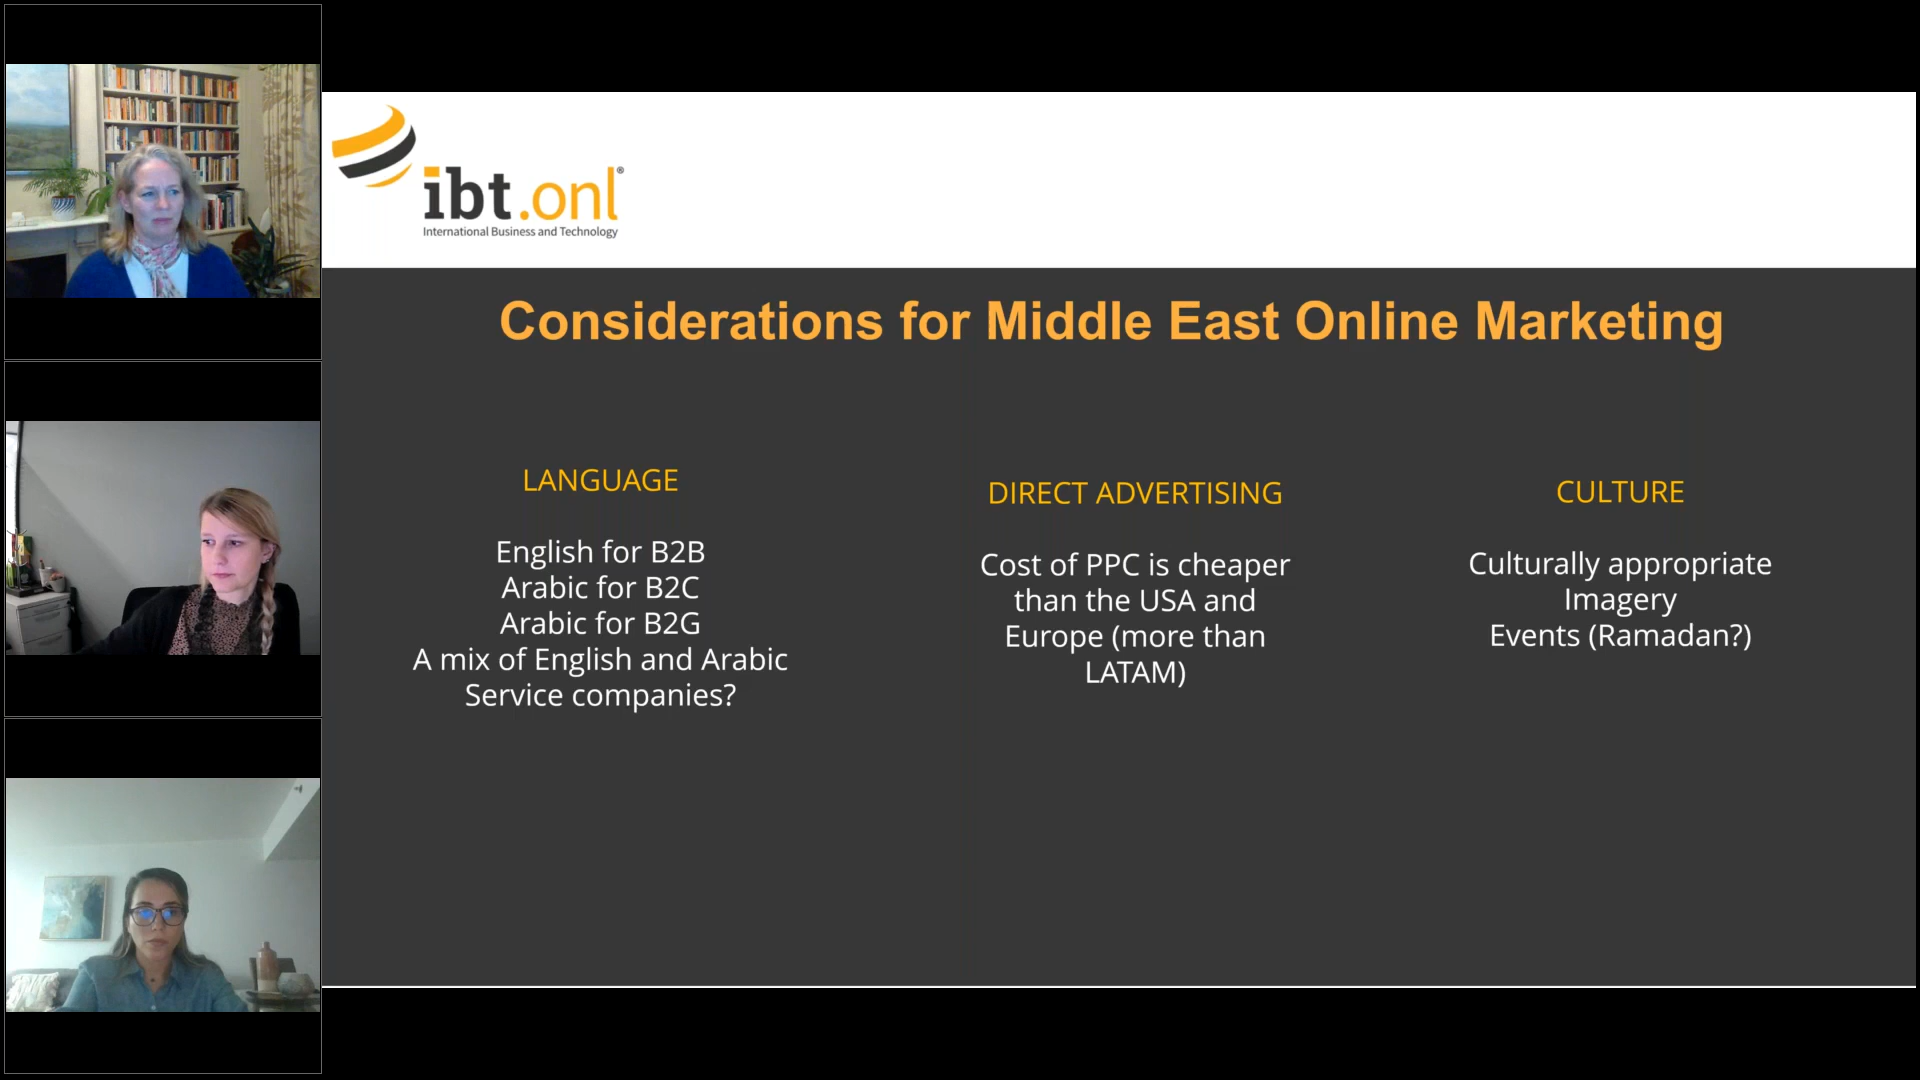 ibt.onl®
International Business and Technology
Considerations for Middle East Online Marketing
LANGUAGE
English for B2B
Arabic for B2C
Arabic for B2G
A mix of English and Arabic
Service companies?
DIRECT ADVERTISING
Cost of PPC is cheaper
than the USA and
Europe (more than
LATAM)
CULTURE
Culturally appropriate
Imagery
Events (Ramadan?)